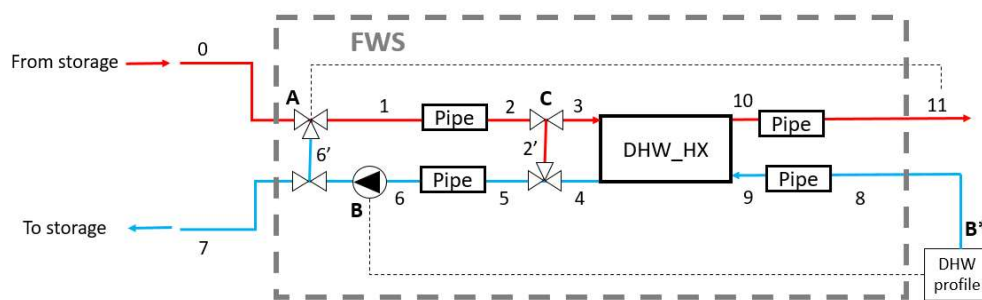 0
FWS
From storage
A
1
Pipe
2
C
3
10
Pipe
11
6'
2'
DHW_HX
To storage
7
B
6
Pipe
5
4
9
Pipe
8
B*
DHW
profile